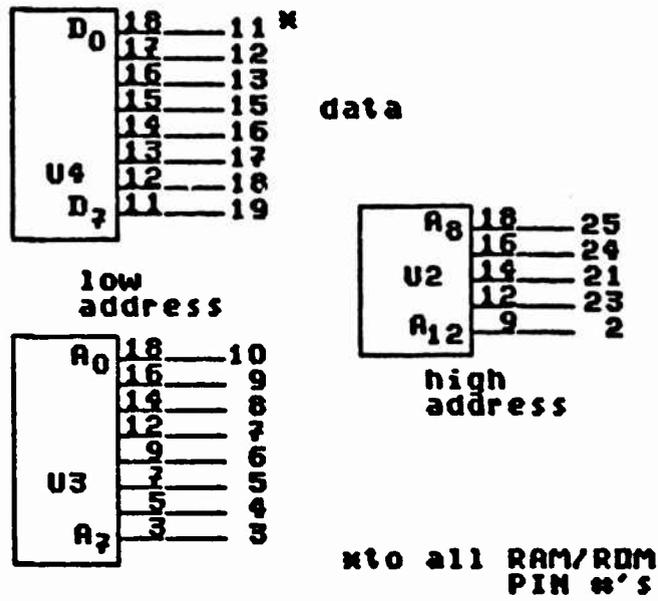 D0 18 11 *
17 12
16 13
15 15
14 16
13 17
U4 12 18
D7 11 19
data
low
address
A0 18 10
16 9
14 8
12 7
9 6
U3 7 5
5 4
A7 3 3
A8 18 25
16 24
U2 14 21
12 23
A12 9 2
high
address
*to all RAM/ROM
PIN #'s